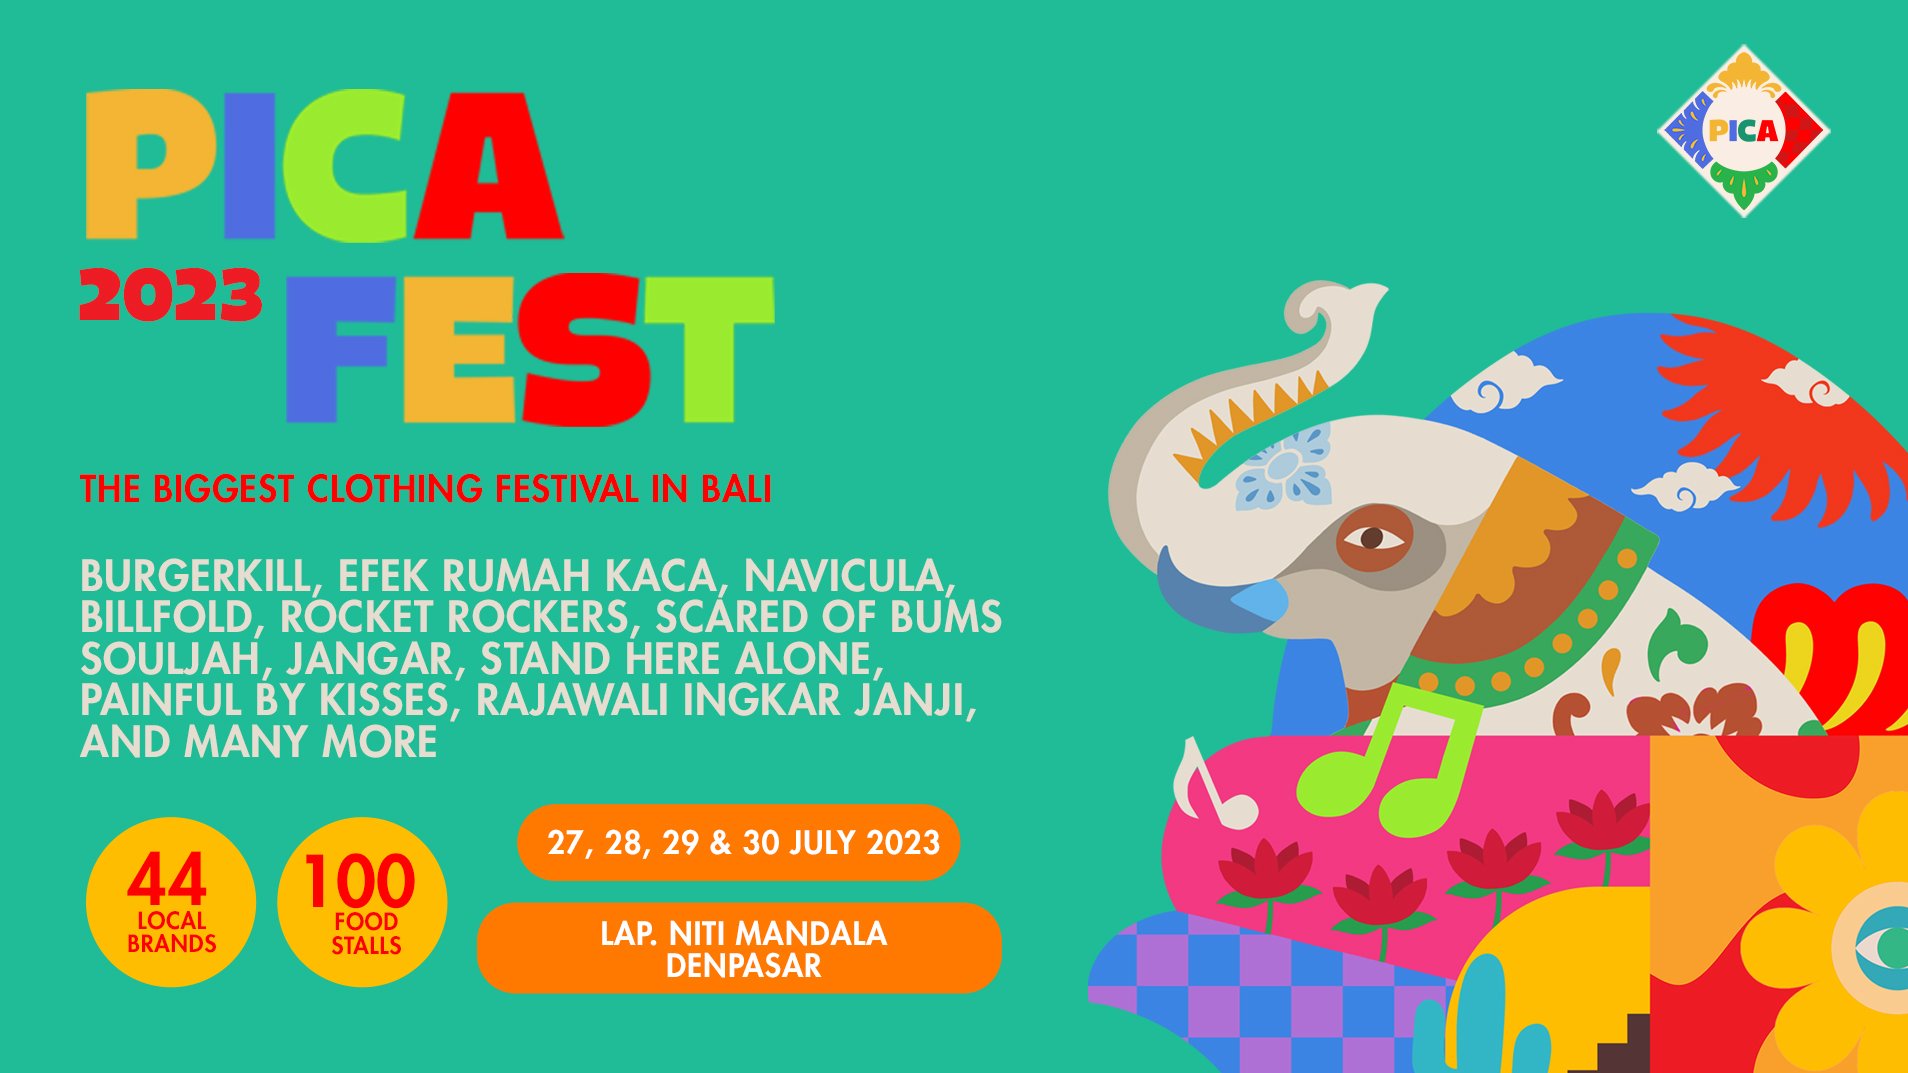 PICA
PICA
2023 FEST
THE BIGGEST CLOTHING FESTIVAL IN BALI
BURGERKILL, EFEK RUMAH KACA, NAVICULA,
BILLFOLD, ROCKET ROCKERS, SCARED OF BUMS
SOULJAH, JANGAR, STAND HERE ALONE,
PAINFUL BY KISSES, RAJAWALI INGKAR JANJI,
AND MANY MORE
44
LOCAL
BRANDS
100
FOOD
STALLS
27, 28, 29 & 30 JULY 2023
LAP. NITI MANDALA
DENPASAR